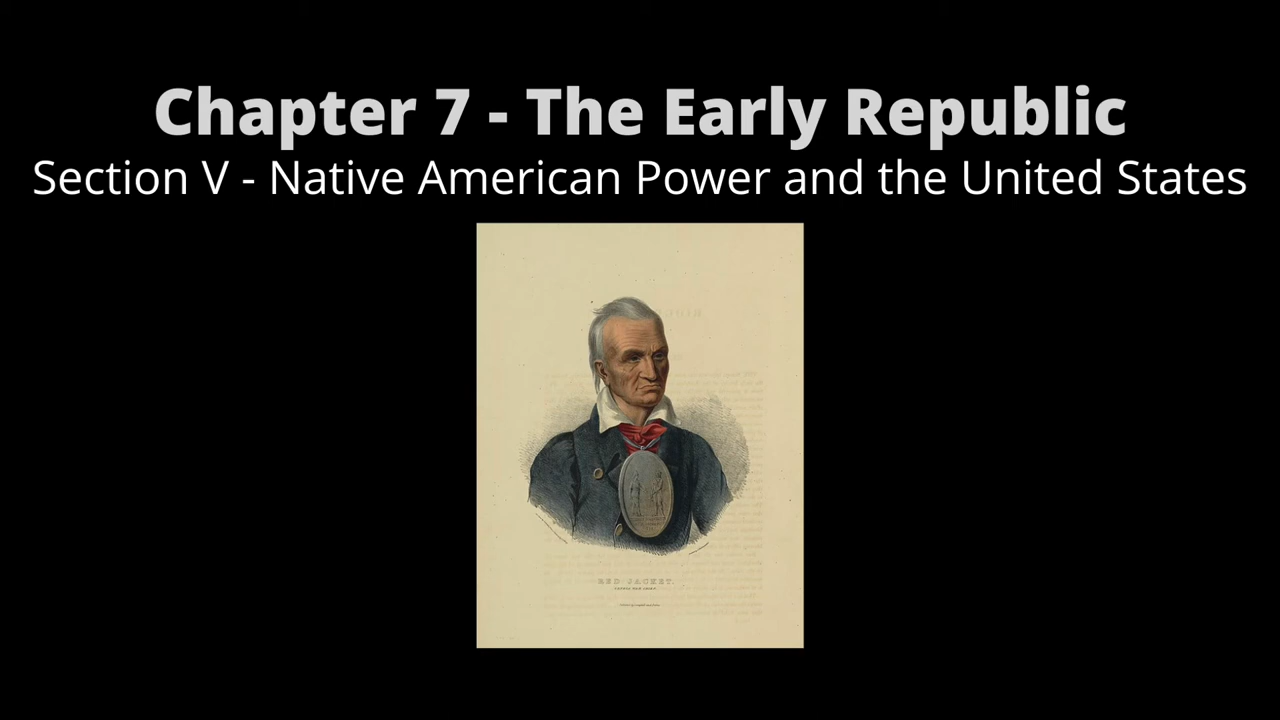 Chapter 7 - The Early Republic
Section V - Native American Power and the United States
RED JACKET.